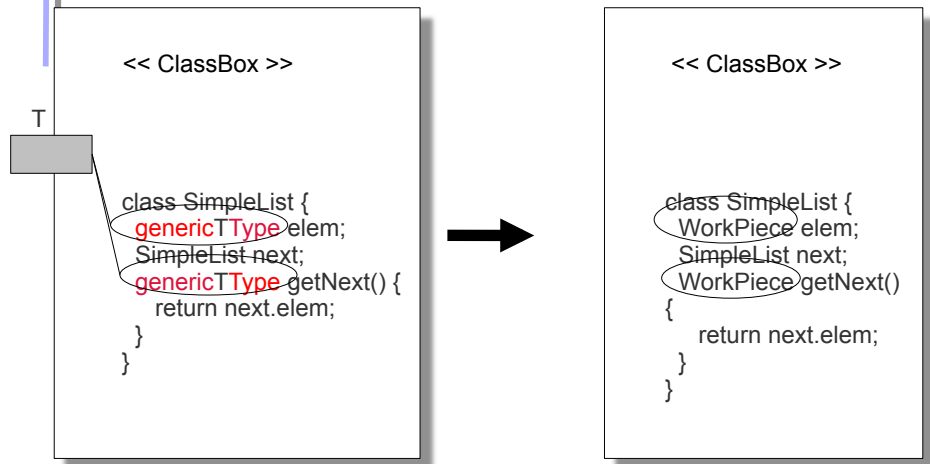 << ClassBox >>
T
class SimpleList {
genericTType elem;
SimpleList next;
genericTType getNext() {
return next.elem;
}
}
<< ClassBox >>
class SimpleList {
WorkPiece elem;
SimpleList next;
WorkPiece getNext()
{
return next.elem;
}
}